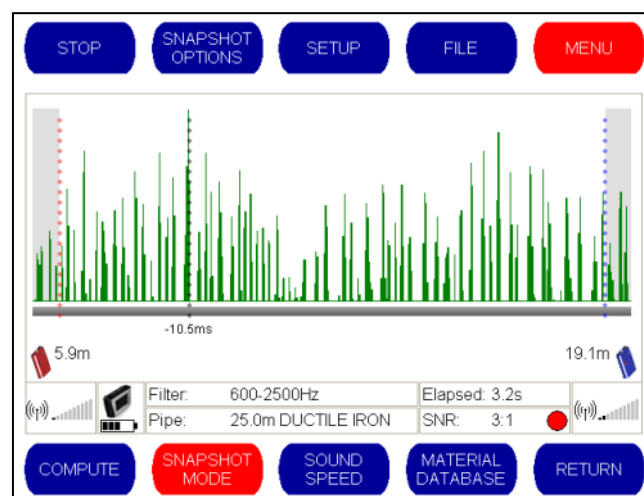 STOP
SNAPSHOT
OPTIONS
SETUP
FILE
MENU
-10.5ms
5.9m
19.1m
Filter: 600-2500Hz
Elapsed: 3.2s
Pipe: 25.0m DUCTILE IRON
SNR: 3:1
COMPUTE
SNAPSHOT
MODE
SOUND
SPEED
MATERIAL
DATABASE
RETURN